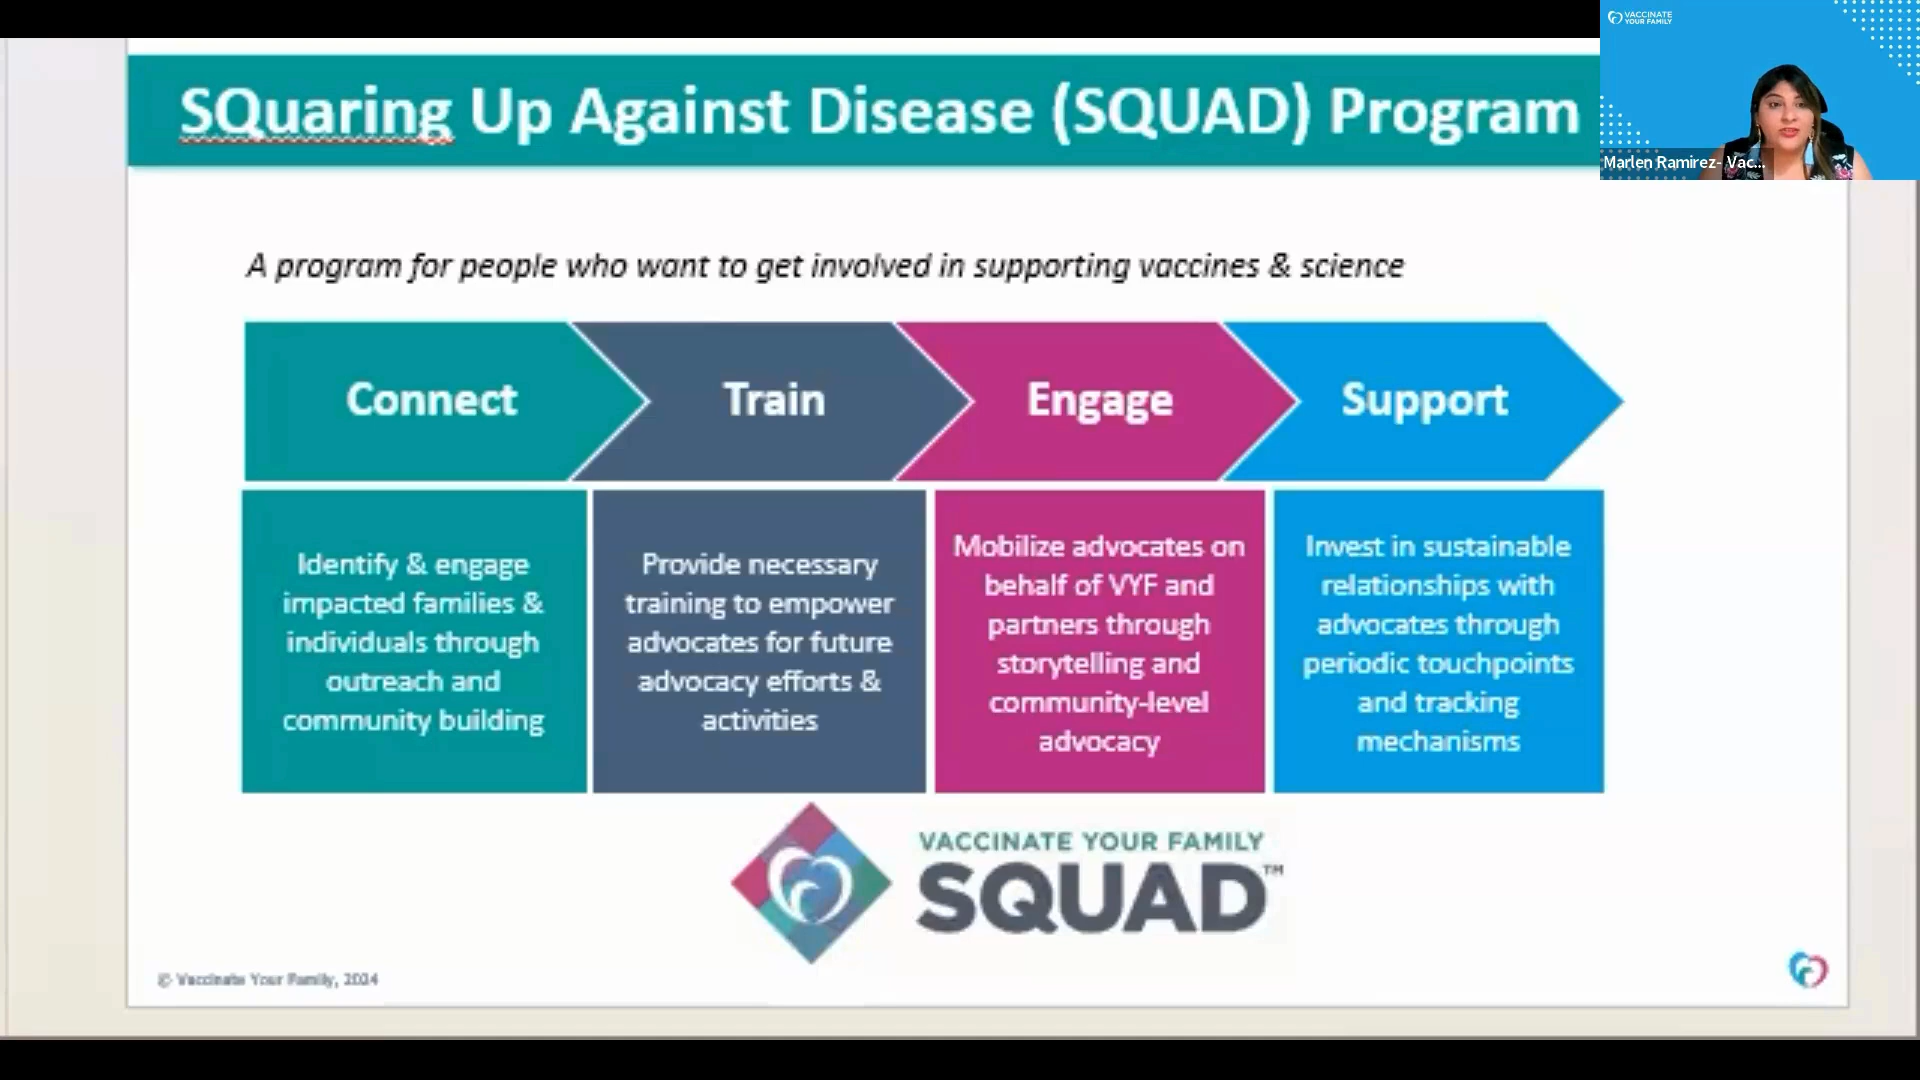 SQuaring Up Against Disease (SQUAD) Program
VACCINATE
YOUR FAMILY
Marlen Ramirez- Vac...
A program for people who want to get involved in supporting vaccines & science
Connect
Train
Engage
Support
Identify & engage
impacted families &
individuals through
outreach and
community building
Provide necessary
training to empower
advocates for future
advocacy efforts &
activities
Mobilize advocates on
behalf of VYF and
partners through
storytelling and
community-level
advocacy
Invest in sustainable
relationships with
advocates through
periodic touchpoints
and tracking
mechanisms
VACCINATE YOUR FAMILY
SQUAD™
© Vaccinate Your Family, 2024